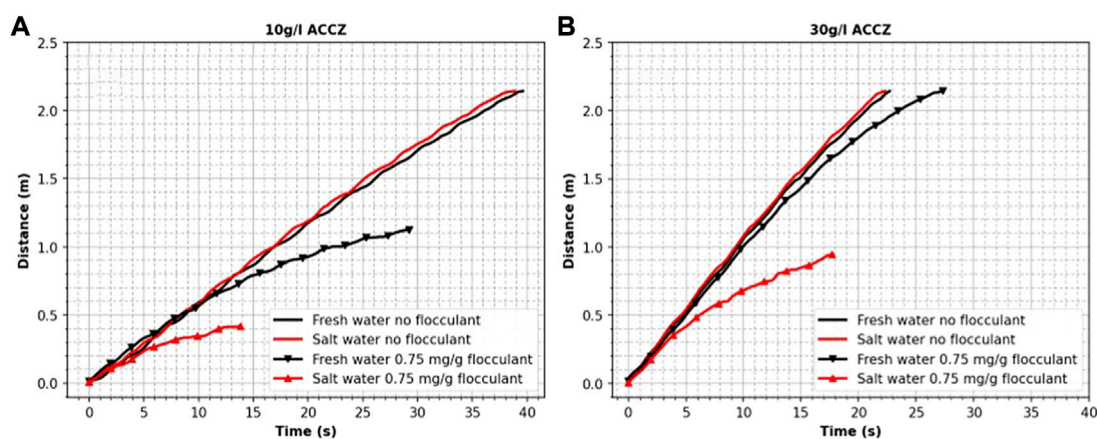 A
10g/l ACCZ
2.5
2.0
1.5
1.0
0.5
0.0
Distance (m)
Fresh water no flocculant
Salt water no flocculant
Fresh water 0.75 mg/g flocculant
Salt water 0.75 mg/g flocculant
0 5 10 15 20 25 30 35 40
Time (s)
B
30g/l ACCZ
2.5
2.0
1.5
1.0
0.5
0.0
Distance (m)
Fresh water no flocculant
Salt water no flocculant
Fresh water 0.75 mg/g flocculant
Salt water 0.75 mg/g flocculant
0 5 10 15 20 25 30 35 40
Time (s)